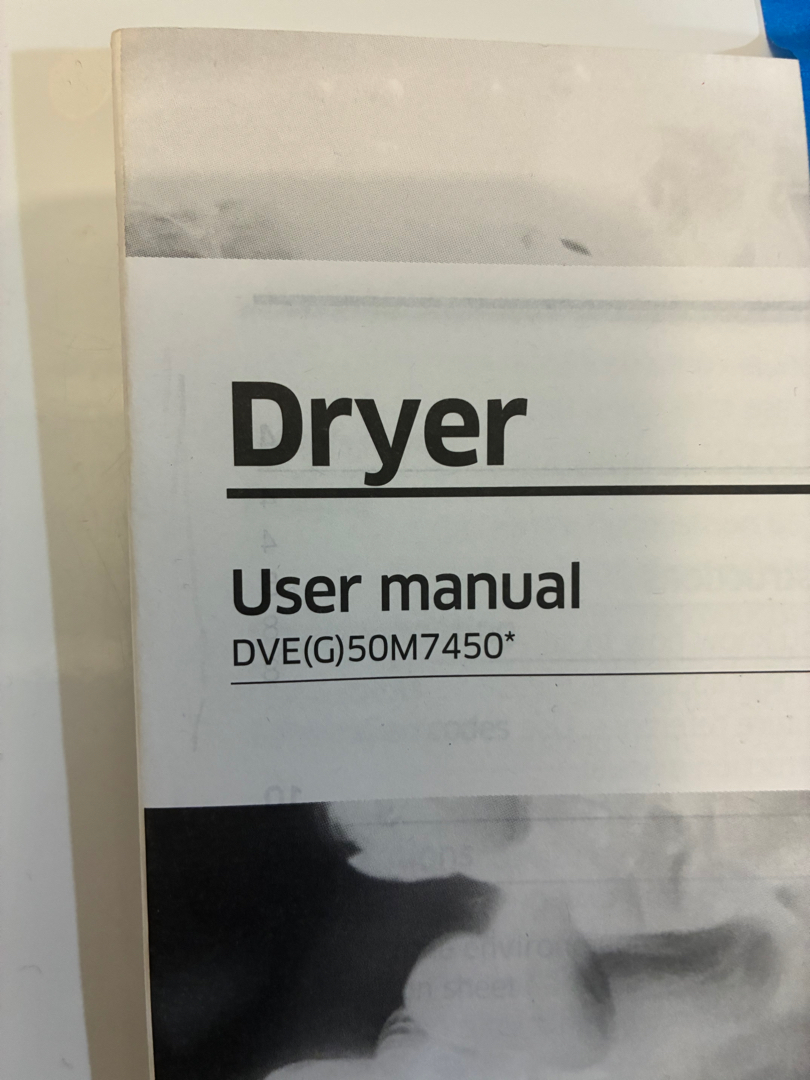 Dryer
User manual
DVE(G)50M7450*